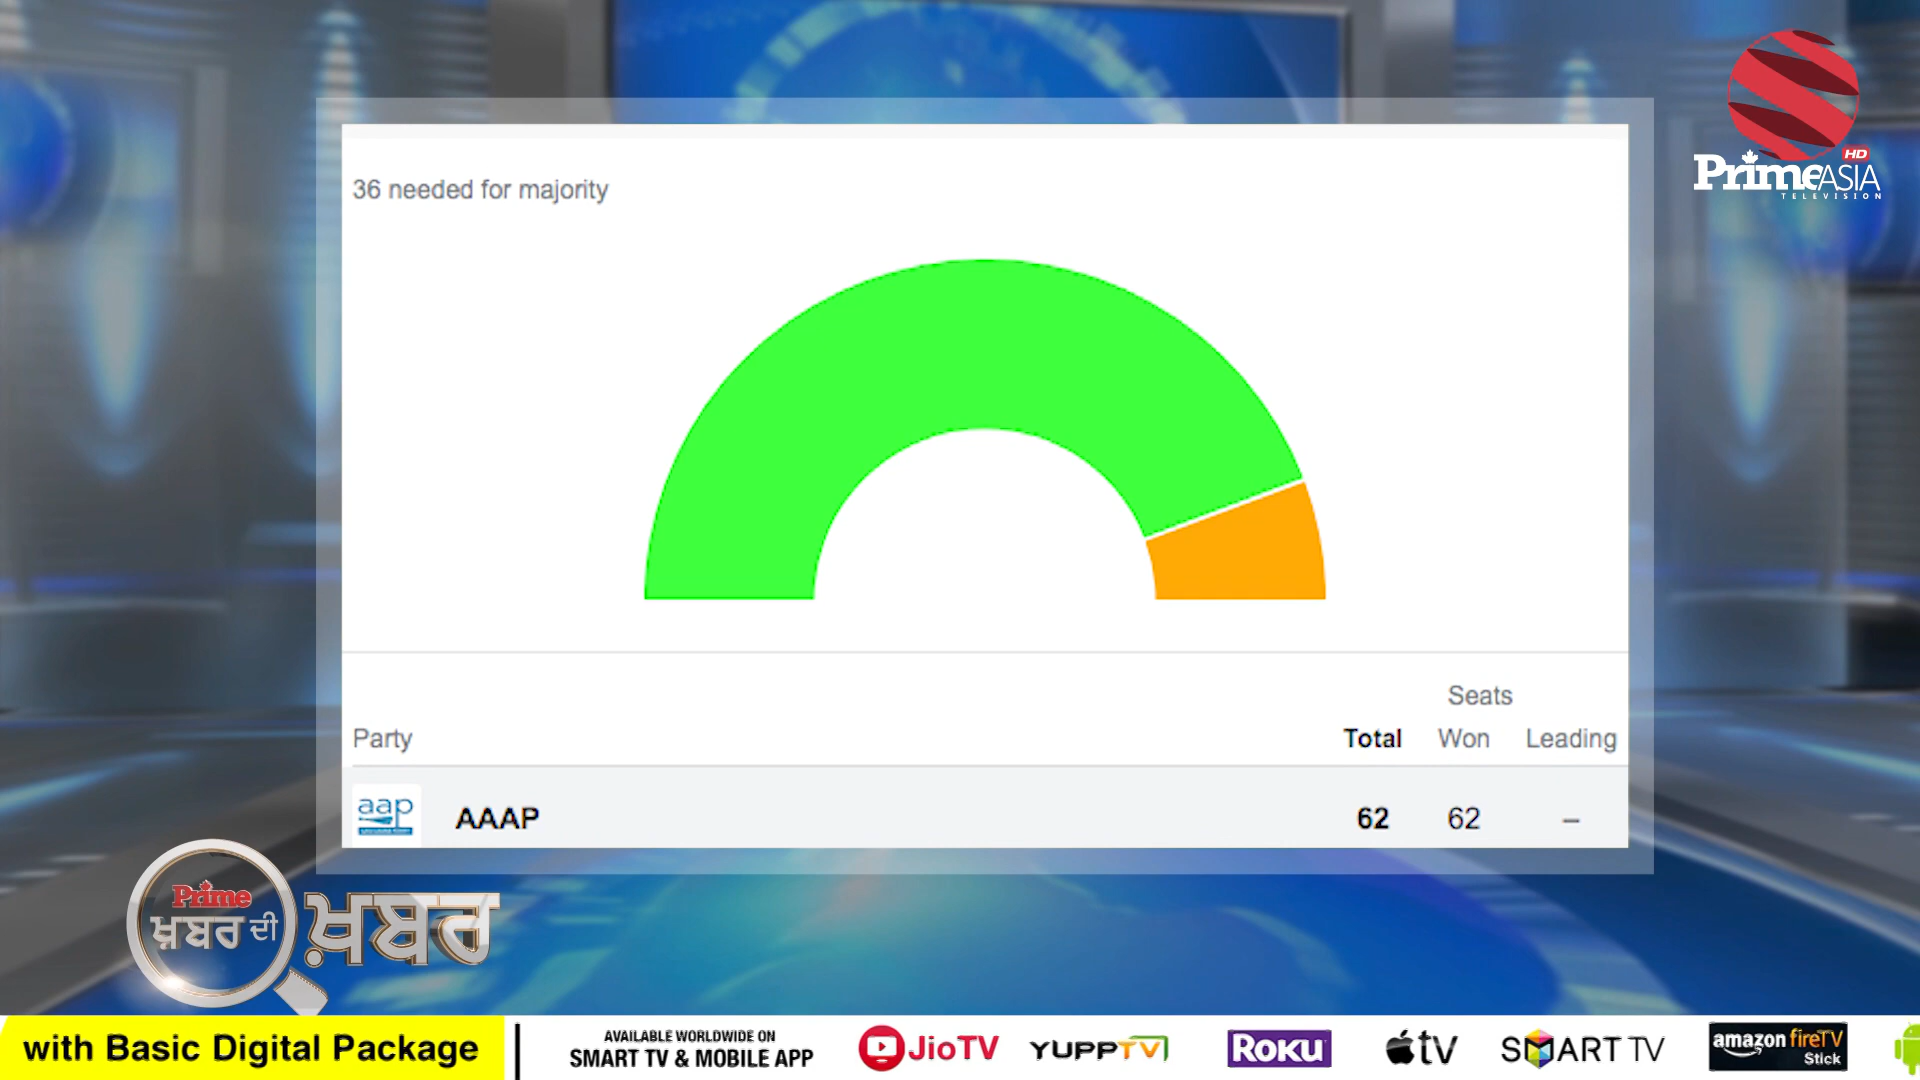 HD
PrimeASIA
TELEVISION
36 needed for majority
Seats
Party Total Won Leading
aap
AAAP 62 62 –
Prime
ਖ਼ਬਰ ਦੀ
ਖ਼ਬਰ
with Basic Digital Package
AVAILABLE WORLDWIDE ON
SMART TV & MOBILE APP
JioTV
YUPPTV
ROKU
tv
SMART TV
amazon fireTV
Stick